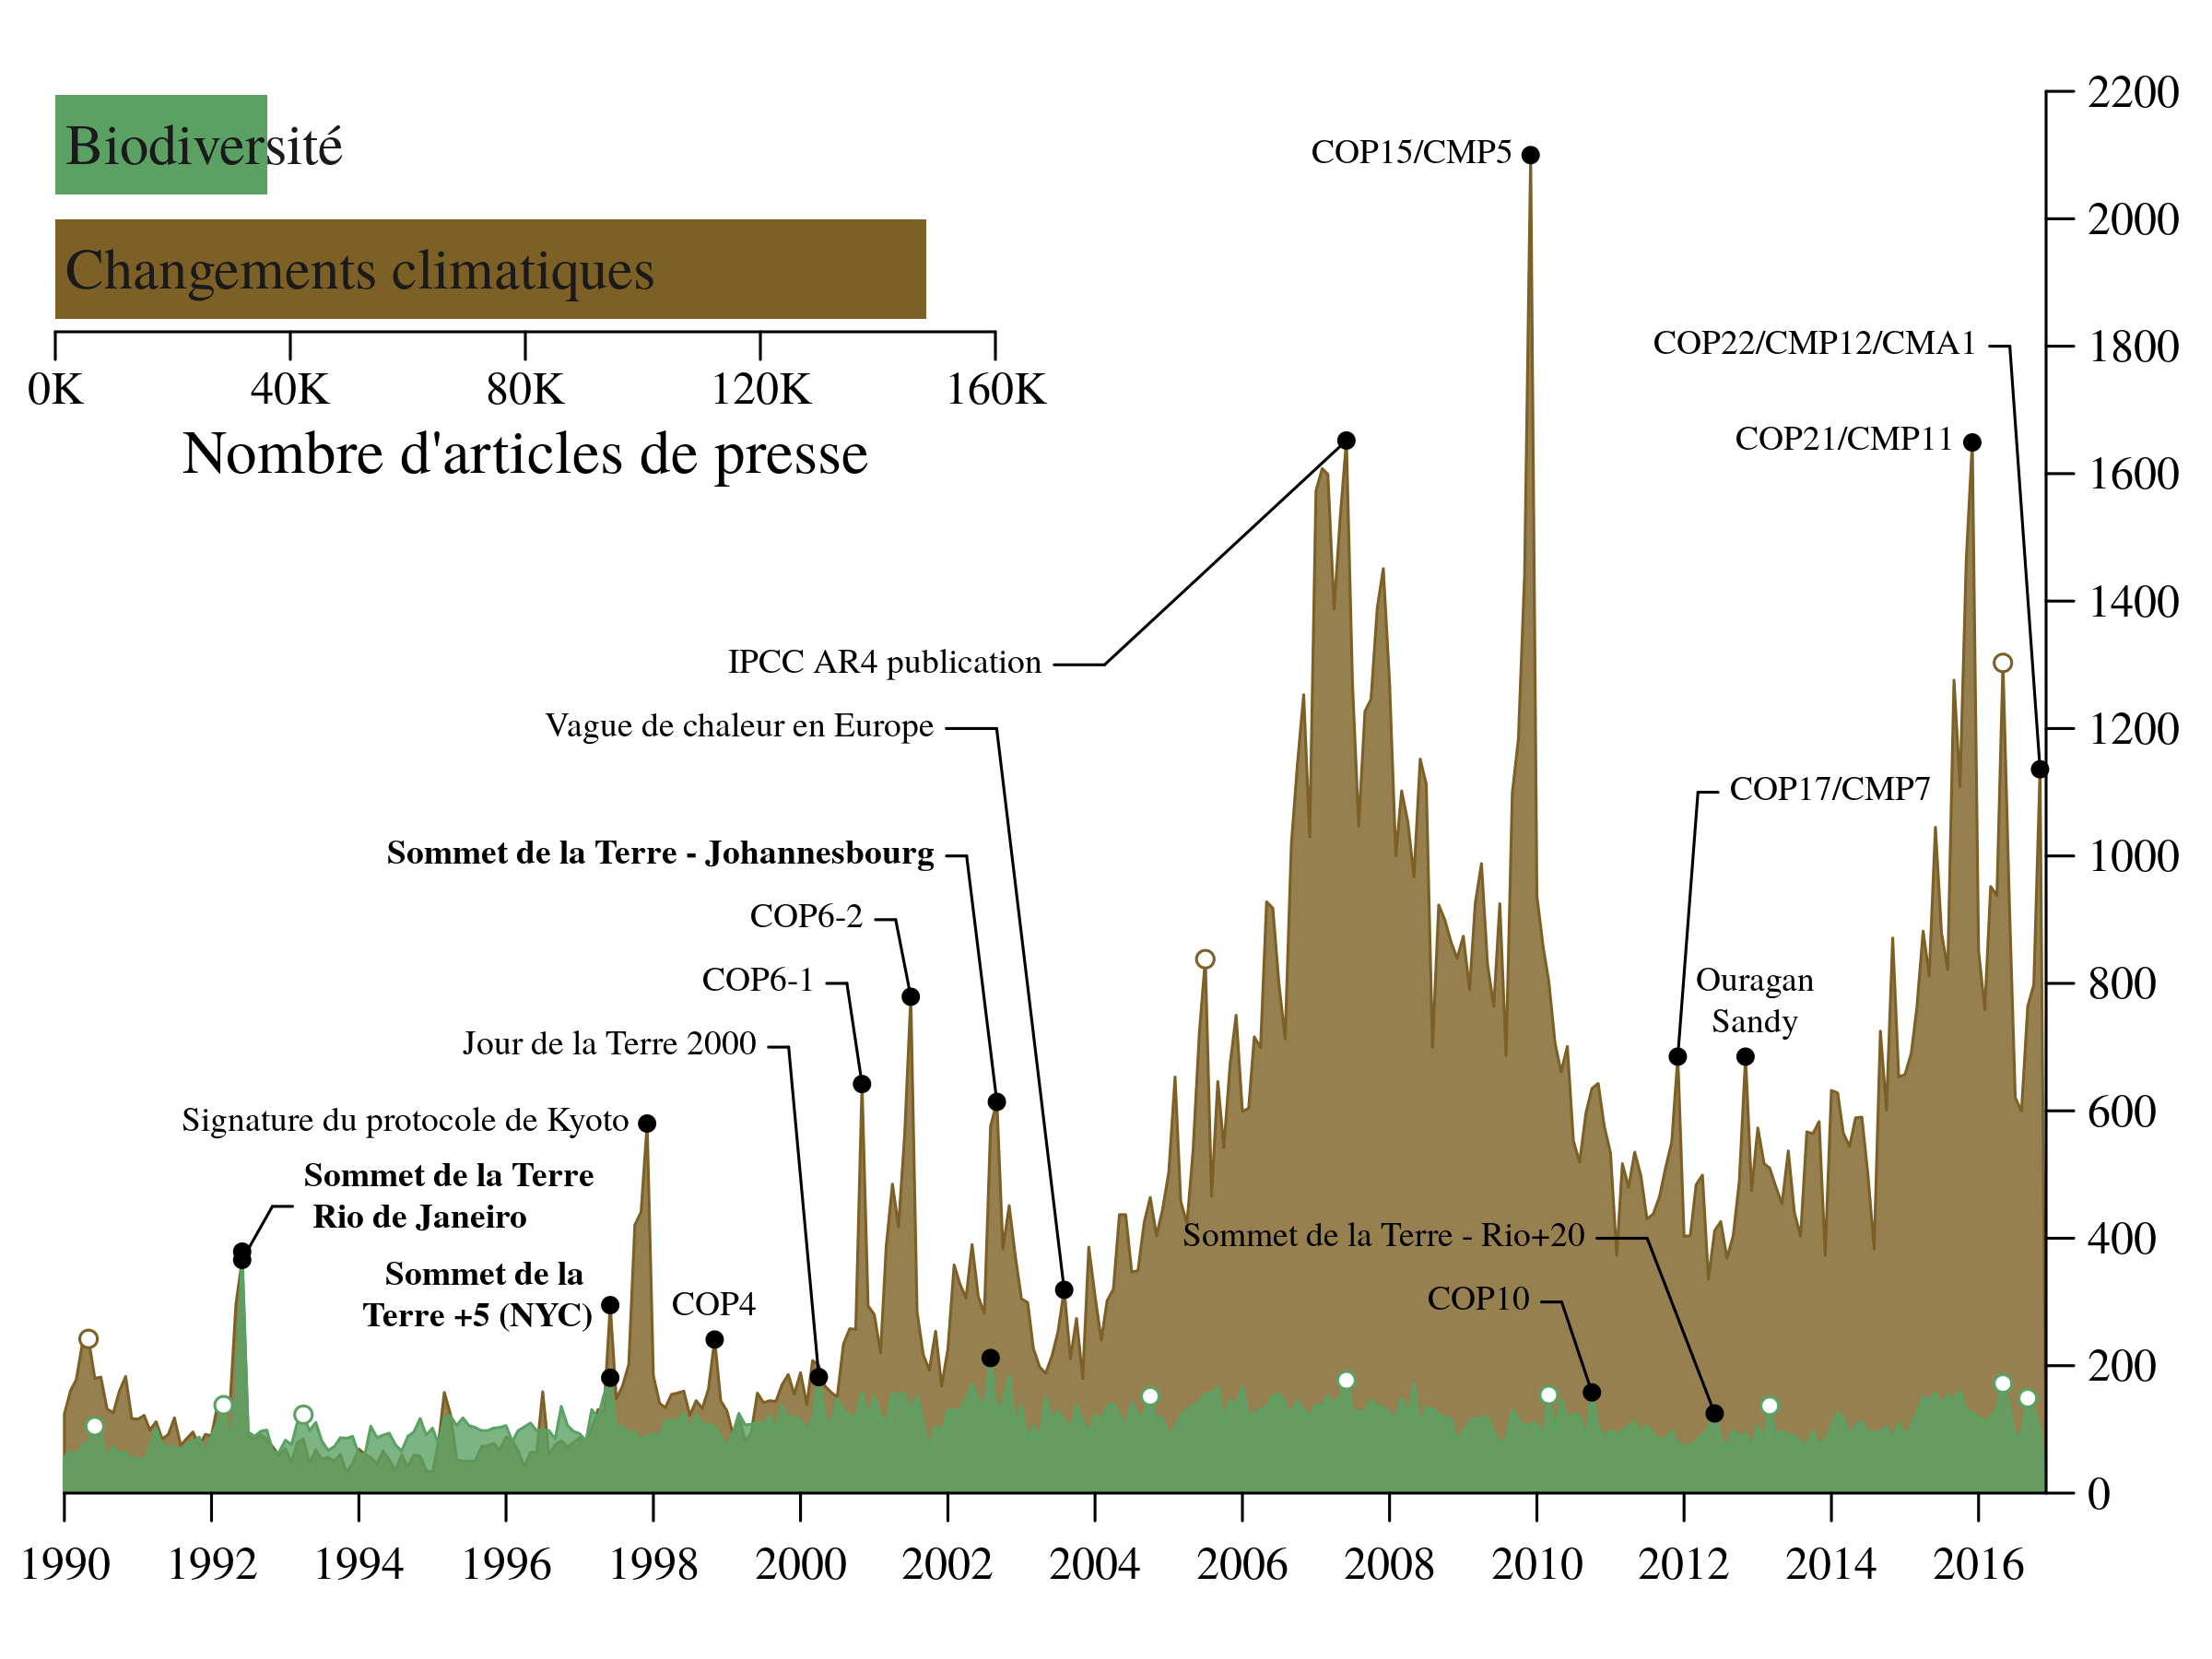 Biodiversité
Changements climatiques
0K 40K 80K 120K 160K
Nombre d'articles de presse
2200
2000
1800
1600
1400
1200
1000
800
600
400
200
0
COP15/CMP5
COP22/CMP12/CMA1
COP21/CMP11
IPCC AR4 publication
Vague de chaleur en Europe
COP17/CMP7
Sommet de la Terre - Johannesbourg
COP6-2
COP6-1
Ouragan
Sandy
Jour de la Terre 2000
Signature du protocole de Kyoto
Sommet de la Terre
Rio de Janeiro
Sommet de la Terre - Rio+20
Sommet de la
Terre +5 (NYC)
COP4
COP10
1990 1992 1994 1996 1998 2000 2002 2004 2006 2008 2010 2012 2014 2016